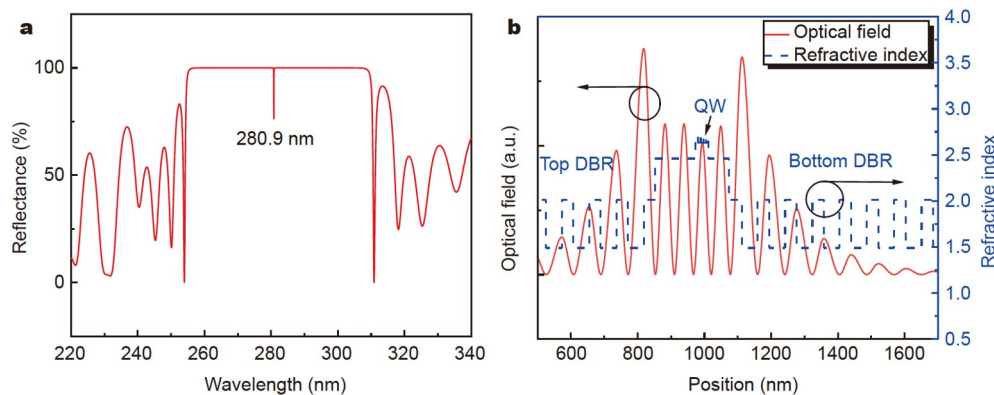 a
100
50
0
Reflectance (%)
280.9 nm
220 240 260 280 300 320 340
Wavelength (nm)
b
Optical field
Refractive index
QW
Top DBR
Bottom DBR
Optical field (a.u.)
4.0
3.5
3.0
2.5
2.0
1.5
1.0
0.5
Refractive index
600 800 1000 1200 1400 1600
Position (nm)